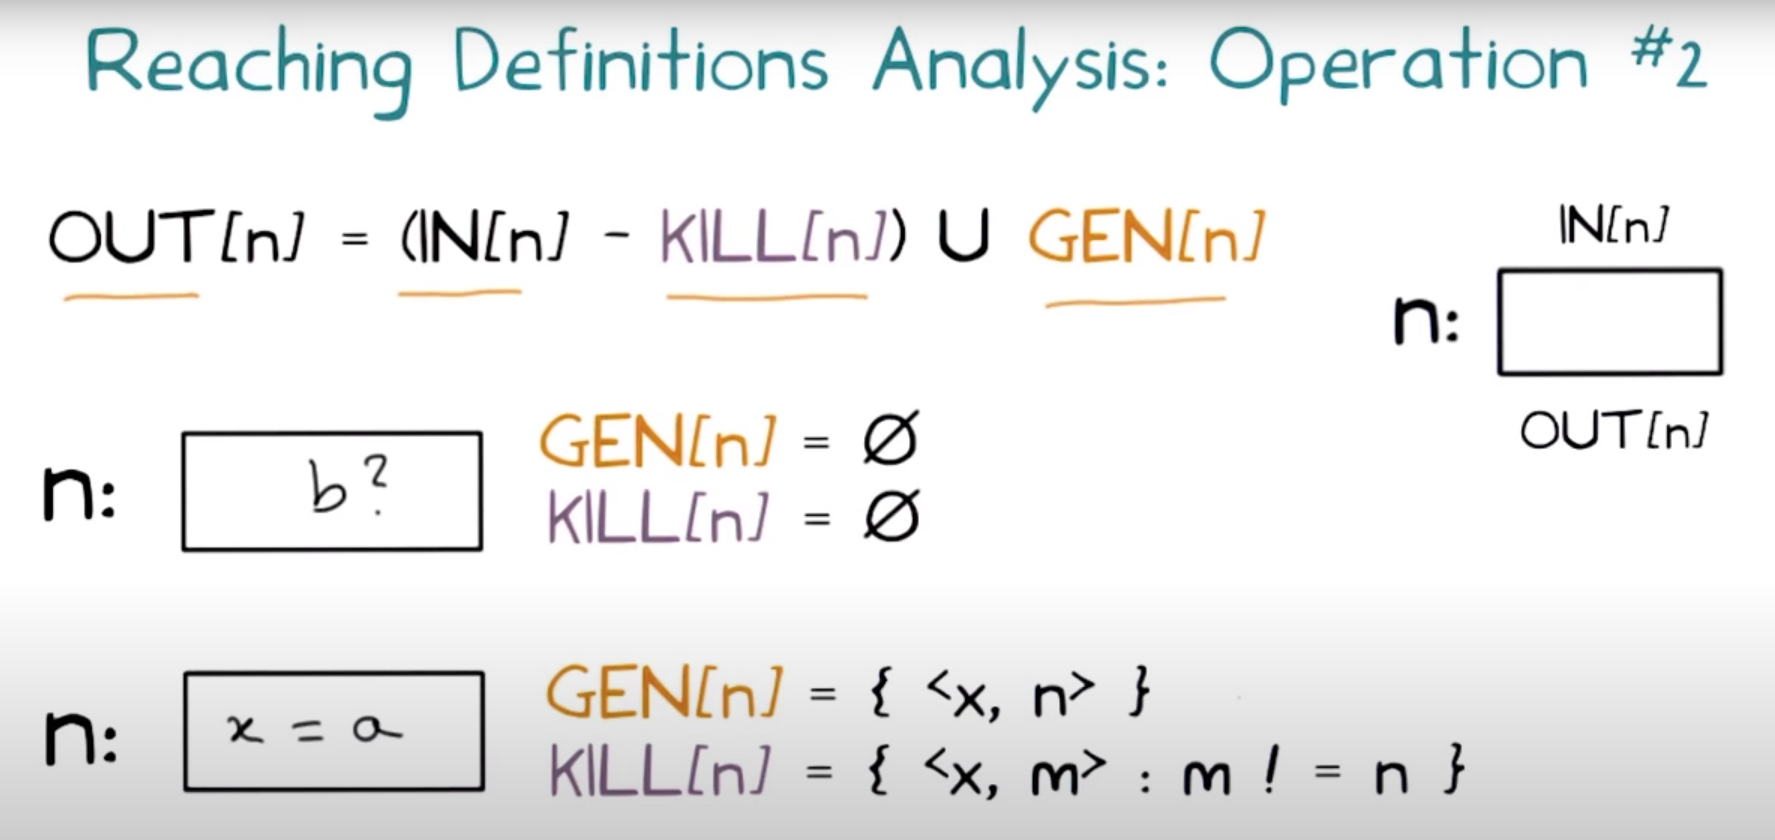 Reaching Definitions Analysis: Operation #2
OUT[n] = (IN[n] - KILL[n]) ∪ GEN[n]
IN[n]
n:
OUT[n]
n: b?
GEN[n] = Ø
KILL[n] = Ø
n: x = a
GEN[n] = { <x, n> }
KILL[n] = { <x, m> : m != n }